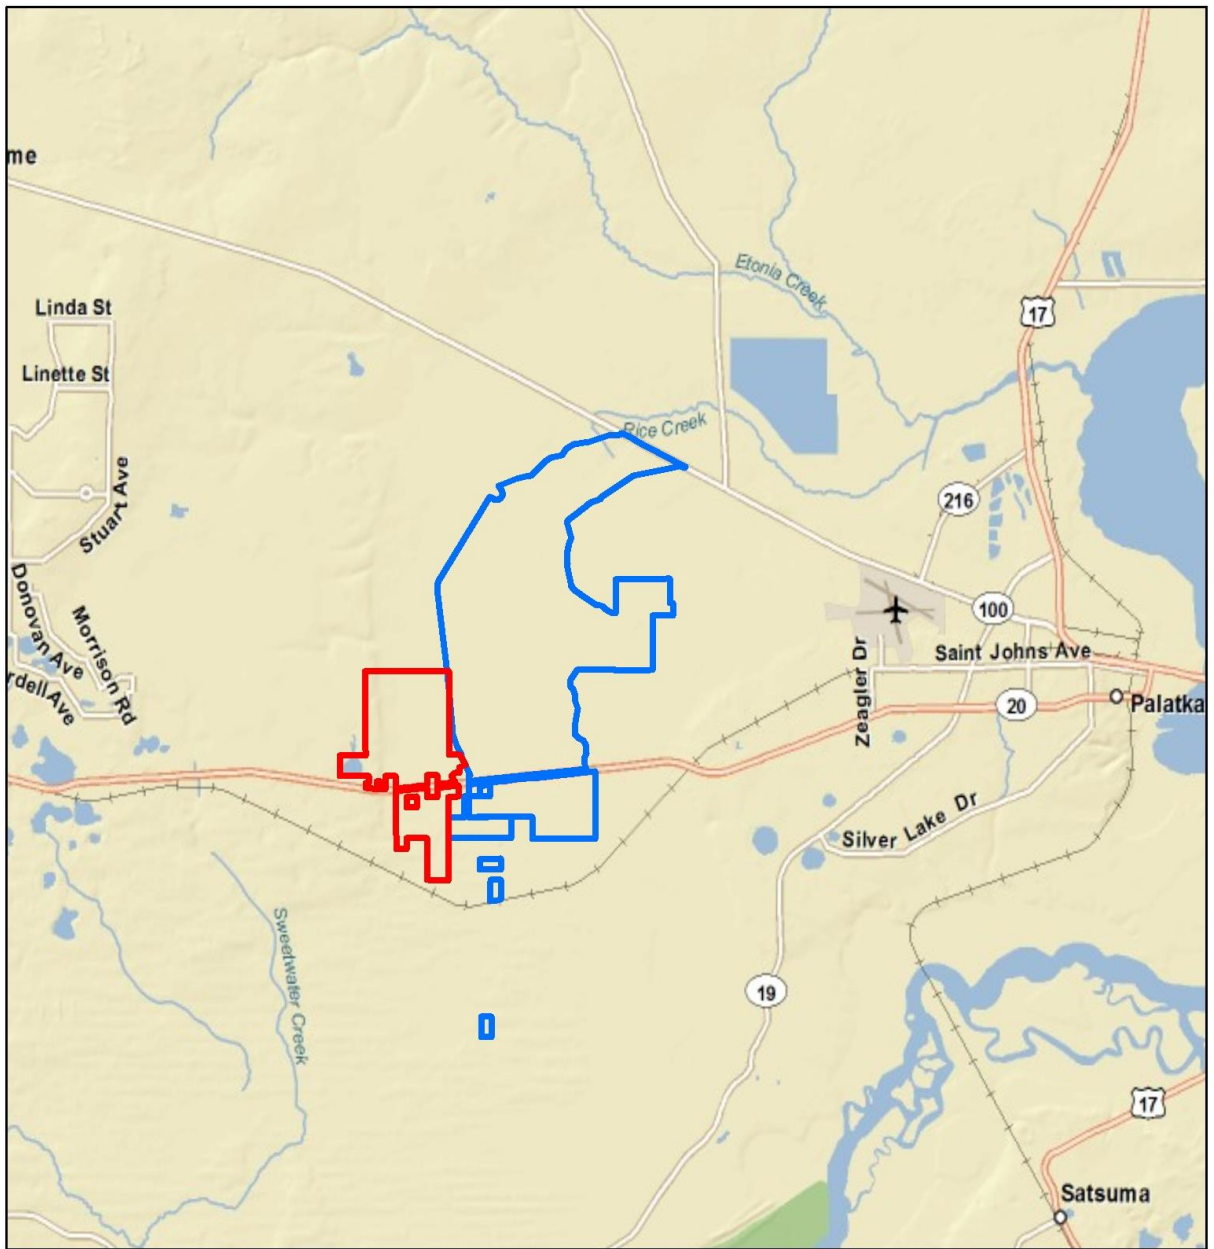 me
Linda St
Etonia Creek
17
Linette St
Rice Creek
Stuart Ave
216
Donovan Ave
Morrison Rd
100
Saint Johns Ave
rdell Ave
Zeagler Dr
20
Palatka
Silver Lake Dr
Sweetwater Creek
19
17
Satsuma